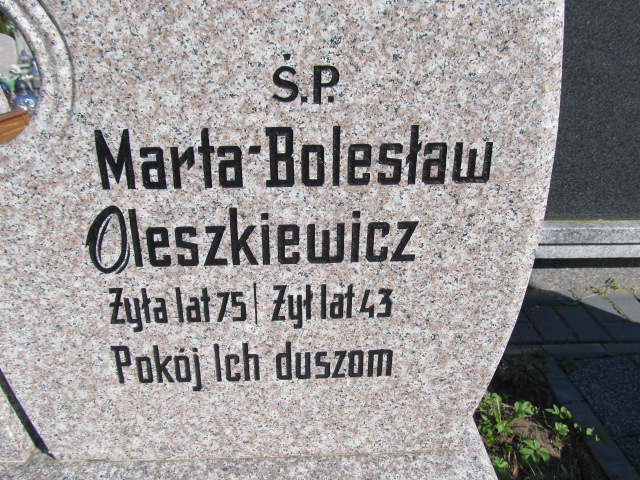 Ś.P.
Marta-Bolesław
Oleszkiewicz
Żyła lat 75 | Żył lat 43
Pokój Ich duszom